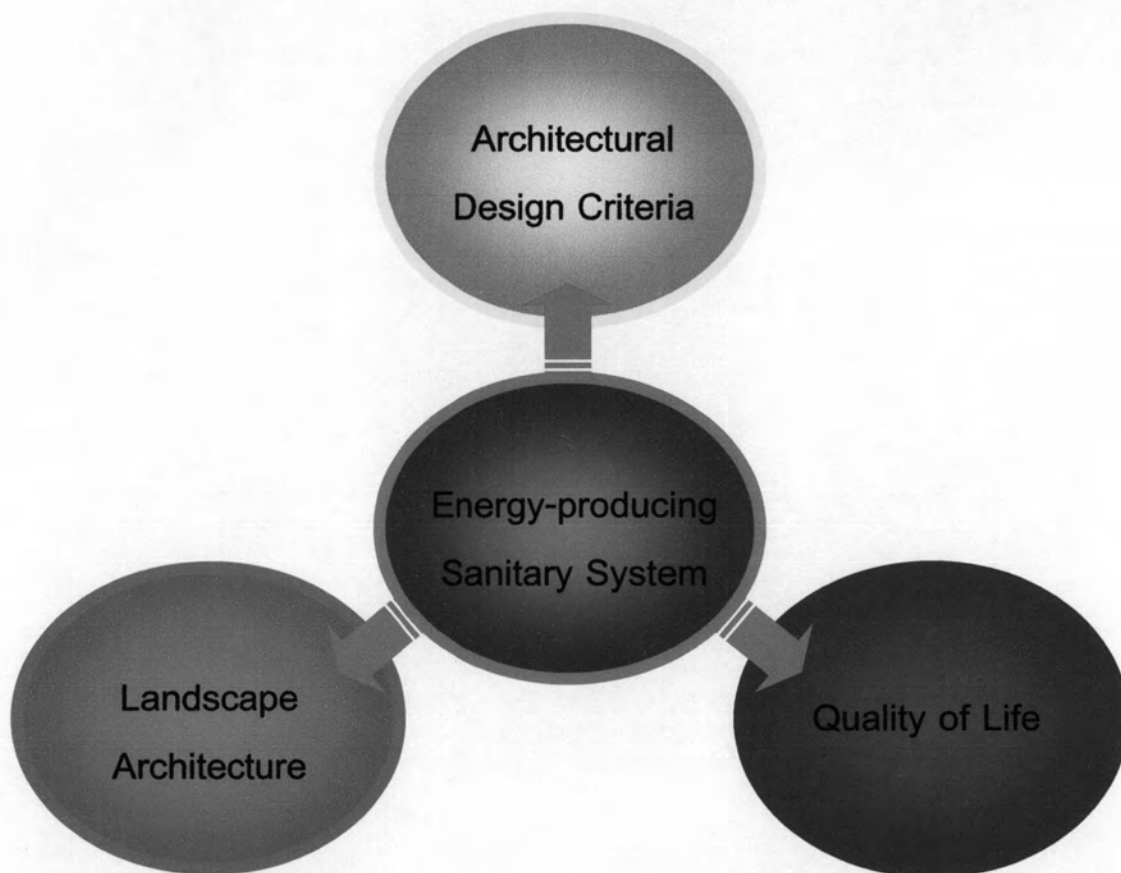 Architectural
Design Criteria
Energy-producing
Sanitary System
Landscape
Architecture
Quality of Life